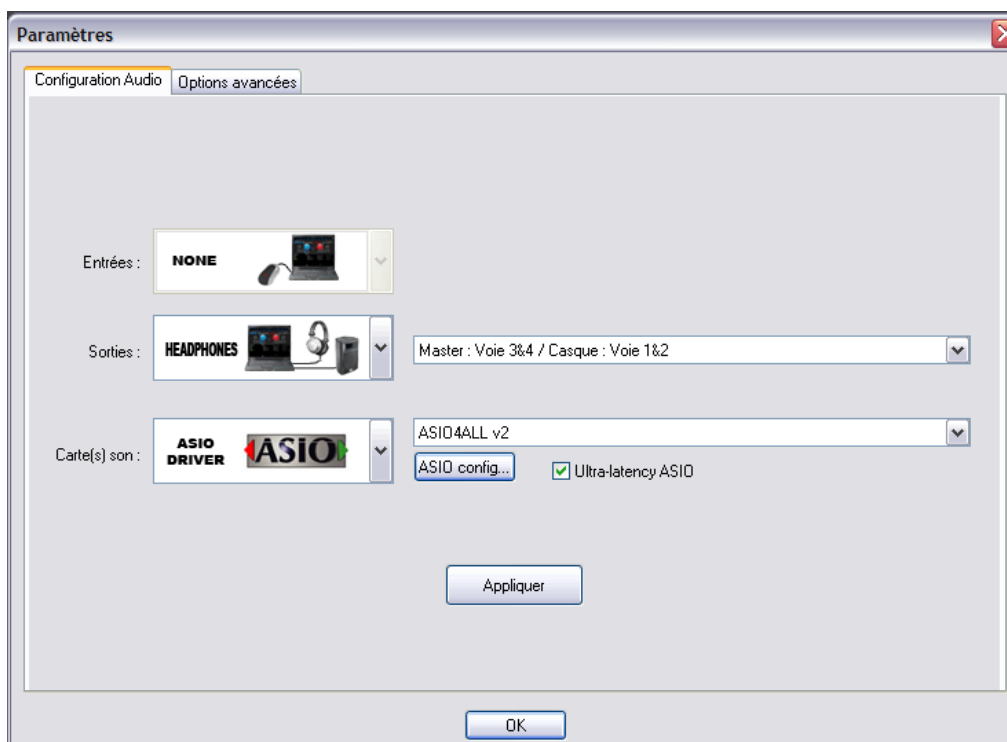 Paramètres
Configuration Audio
Options avancées
Entrées :
NONE
Sorties :
HEADPHONES
Master : Voie 3&4 / Casque : Voie 1&2
Carte(s) son :
ASIO
DRIVER
ASIO
ASIO4ALL v2
ASIO config...
Ultra-latency ASIO
Appliquer
OK